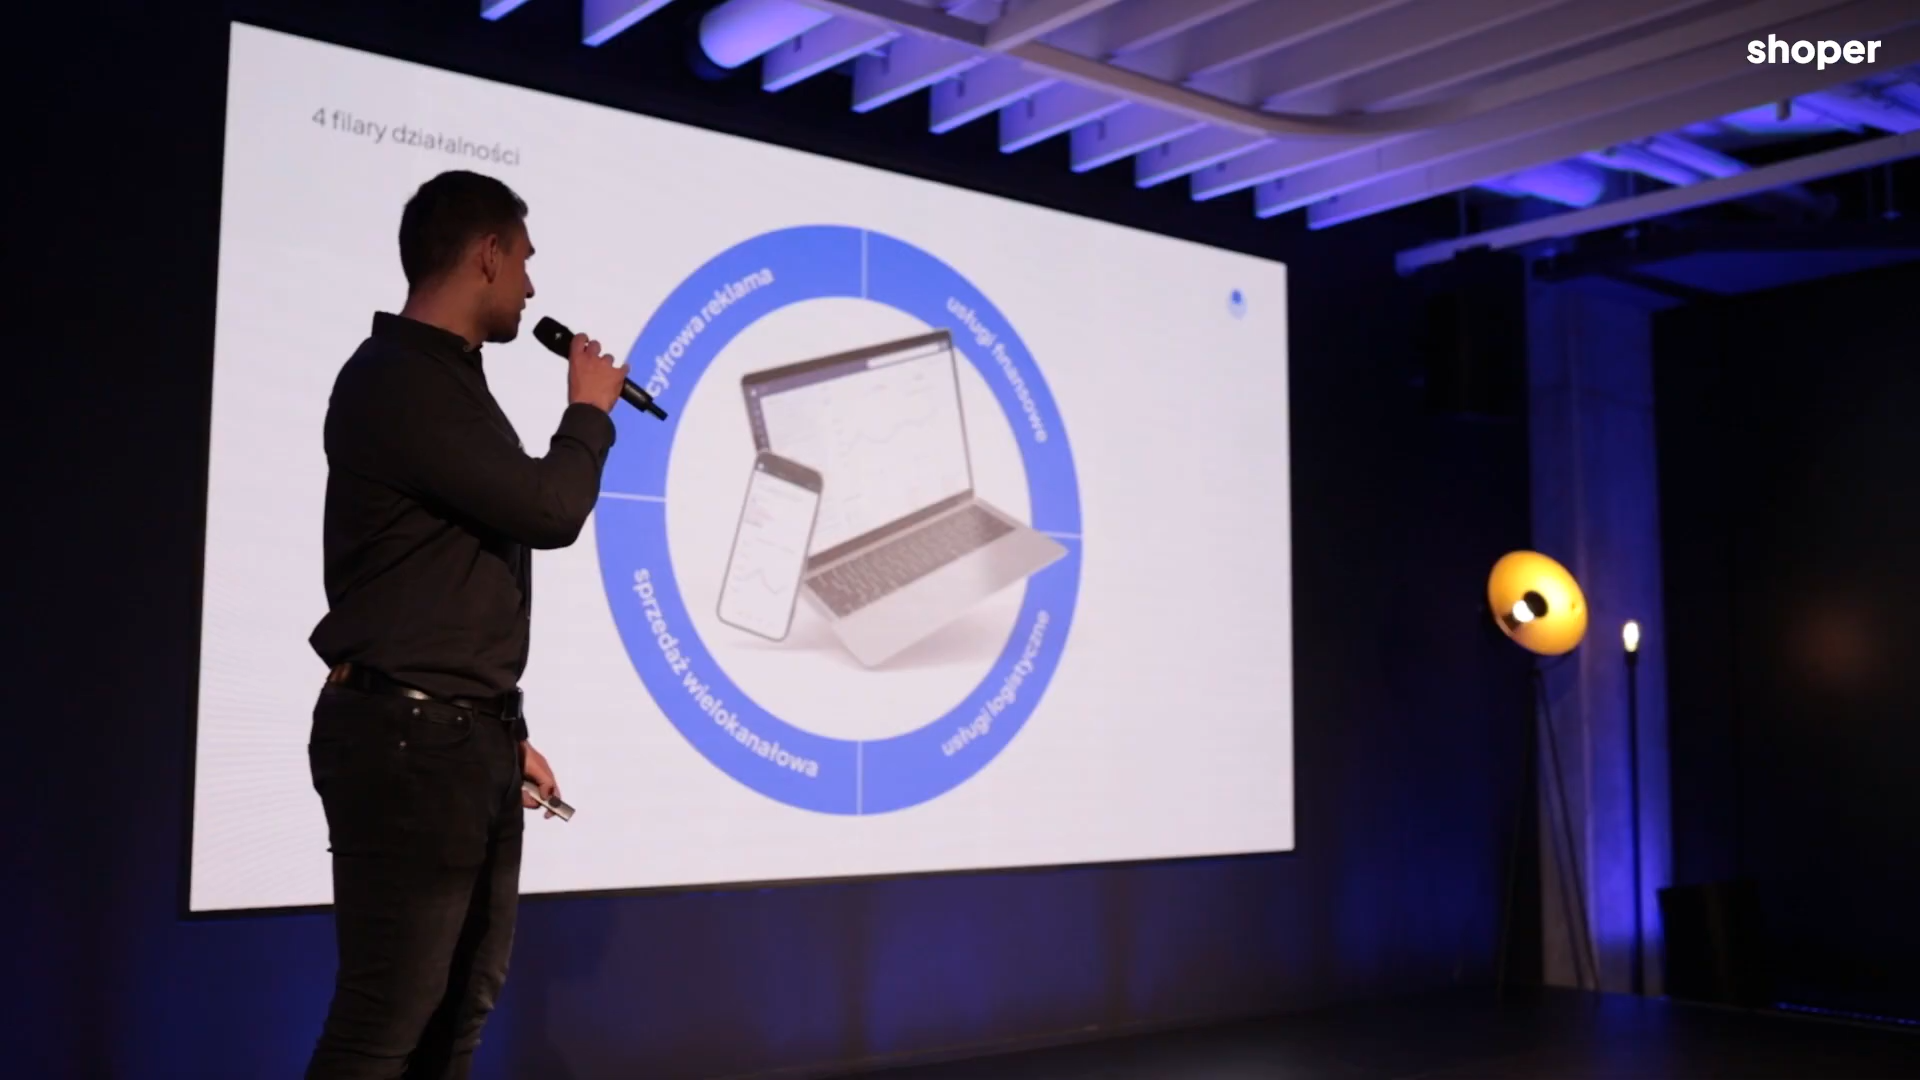 shoper
4 filary działalności
cyfrowa reklama
usługi finansowe
sprzedaż wielokanałowa
usługi logistyczne